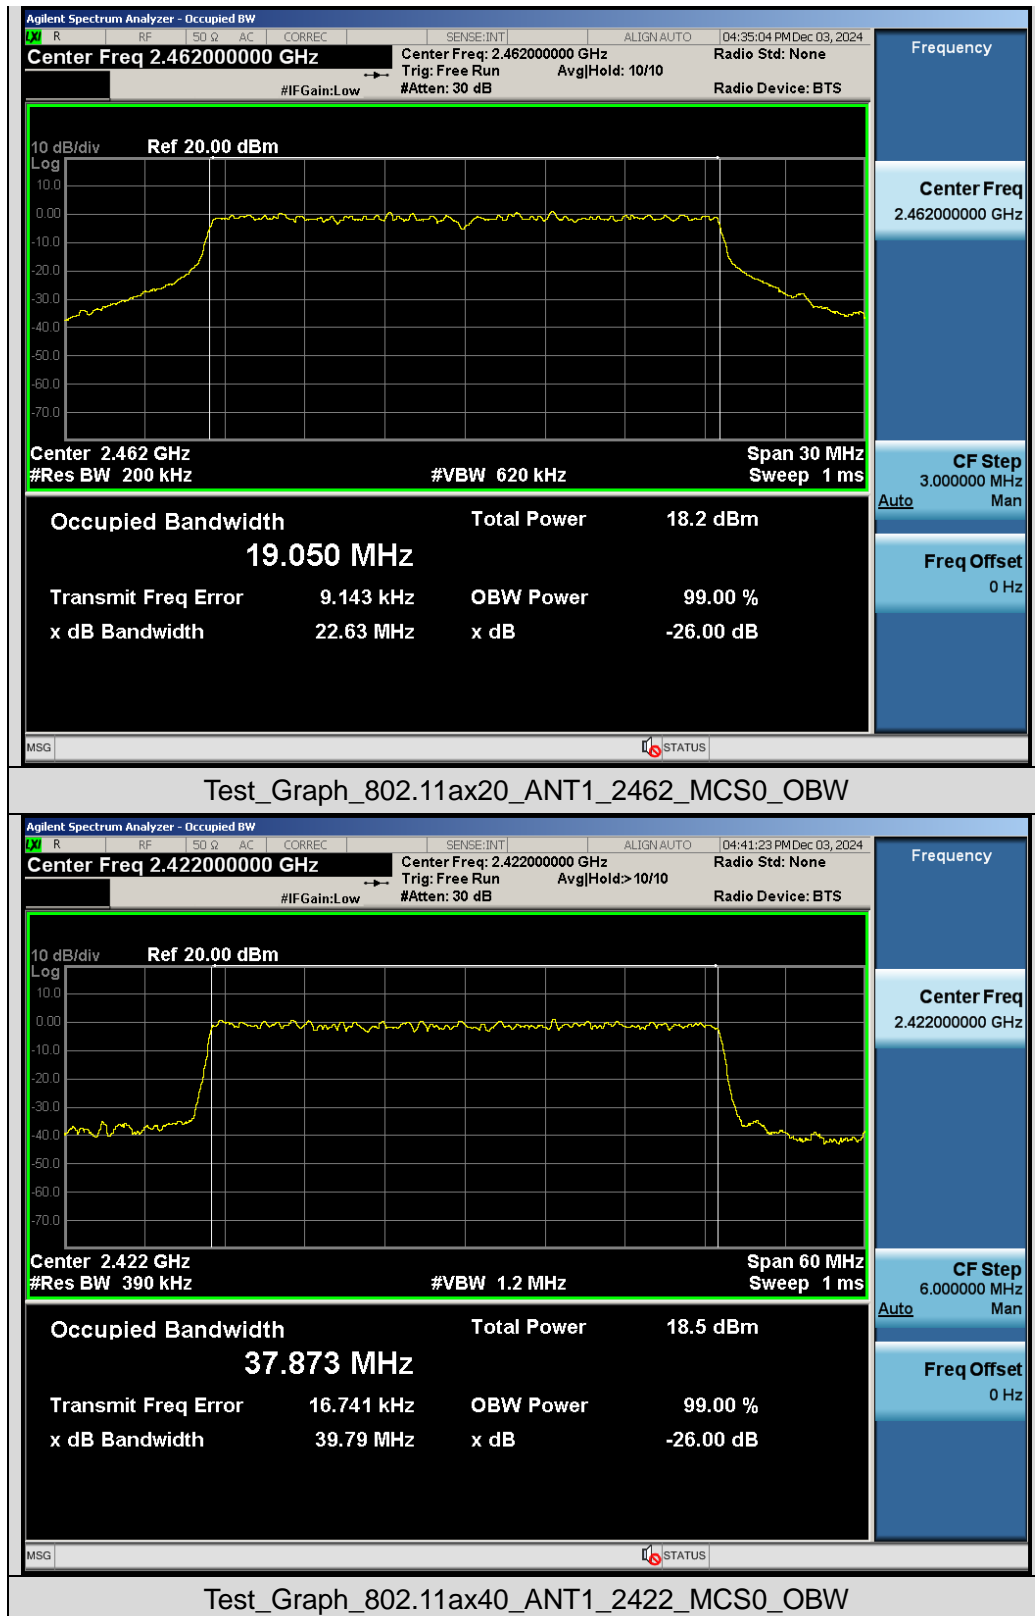 Agilent Spectrum Analyzer - Occupied BW
LXI R RF 50 Ω AC CORREC SENSE:INT ALIGN AUTO 04:35:04 PM Dec 03, 2024
Center Freq 2.462000000 GHz Center Freq: 2.462000000 GHz Radio Std: None Frequency
Trig: Free Run Avg|Hold: 10/10
#IFGain:Low #Atten: 30 dB Radio Device: BTS
10 dB/div Ref 20.00 dBm
Log
10.0
0.00
-10.0
-20.0
-30.0
-40.0
-50.0
-60.0
-70.0
Center Freq
2.462000000 GHz
Center 2.462 GHz Span 30 MHz
#Res BW 200 kHz #VBW 620 kHz Sweep 1 ms
CF Step
3.000000 MHz
Auto Man
Occupied Bandwidth Total Power 18.2 dBm
19.050 MHz
Freq Offset
0 Hz
Transmit Freq Error 9.143 kHz OBW Power 99.00 %
x dB Bandwidth 22.63 MHz x dB -26.00 dB
MSG STATUS
Test_Graph_802.11ax20_ANT1_2462_MCS0_OBW
Agilent Spectrum Analyzer - Occupied BW
LXI R RF 50 Ω AC CORREC SENSE:INT ALIGN AUTO 04:41:23 PM Dec 03, 2024
Center Freq 2.422000000 GHz Center Freq: 2.422000000 GHz Radio Std: None Frequency
Trig: Free Run Avg|Hold:> 10/10
#IFGain:Low #Atten: 30 dB Radio Device: BTS
10 dB/div Ref 20.00 dBm
Log
10.0
0.00
-10.0
-20.0
-30.0
-40.0
-50.0
-60.0
-70.0
Center Freq
2.422000000 GHz
Center 2.422 GHz Span 60 MHz
#Res BW 390 kHz #VBW 1.2 MHz Sweep 1 ms
CF Step
6.000000 MHz
Auto Man
Occupied Bandwidth Total Power 18.5 dBm
37.873 MHz
Freq Offset
0 Hz
Transmit Freq Error 16.741 kHz OBW Power 99.00 %
x dB Bandwidth 39.79 MHz x dB -26.00 dB
MSG STATUS
Test_Graph_802.11ax40_ANT1_2422_MCS0_OBW